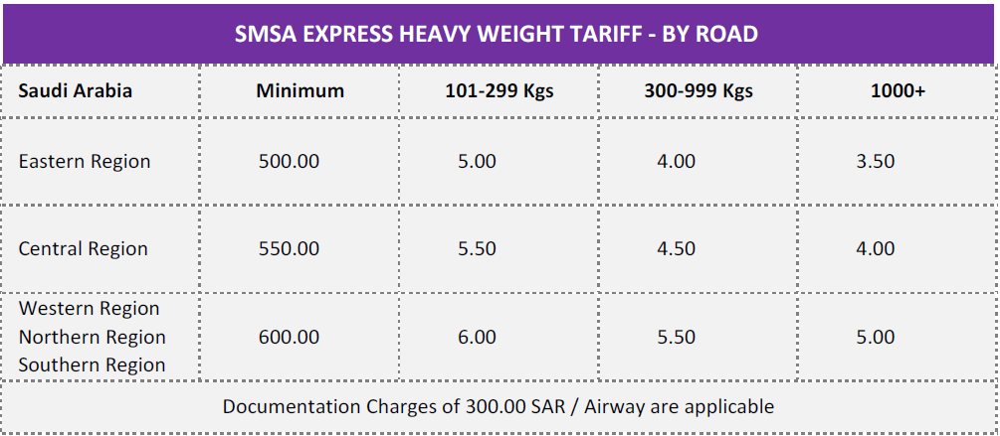 SMSA EXPRESS HEAVY WEIGHT TARIFF - BY ROAD
Saudi Arabia Minimum 101-299 Kgs 300-999 Kgs 1000+
Eastern Region 500.00 5.00 4.00 3.50
Central Region 550.00 5.50 4.50 4.00
Western Region
Northern Region 600.00 6.00 5.50 5.00
Southern Region
Documentation Charges of 300.00 SAR / Airway are applicable